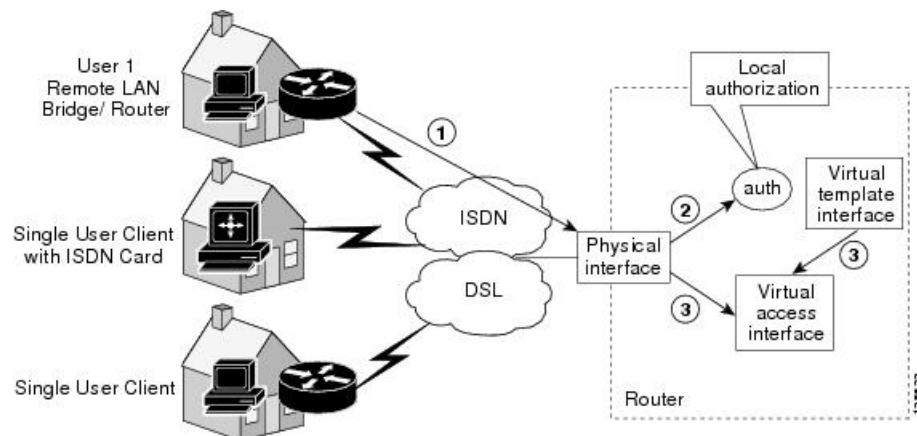 User 1
Remote LAN
Bridge/ Router
Single User Client
with ISDN Card
Single User Client
1
ISDN
DSL
Physical
interface
2
3
Local
authorization
auth
Virtual
template
interface
3
Virtual
access
interface
Router